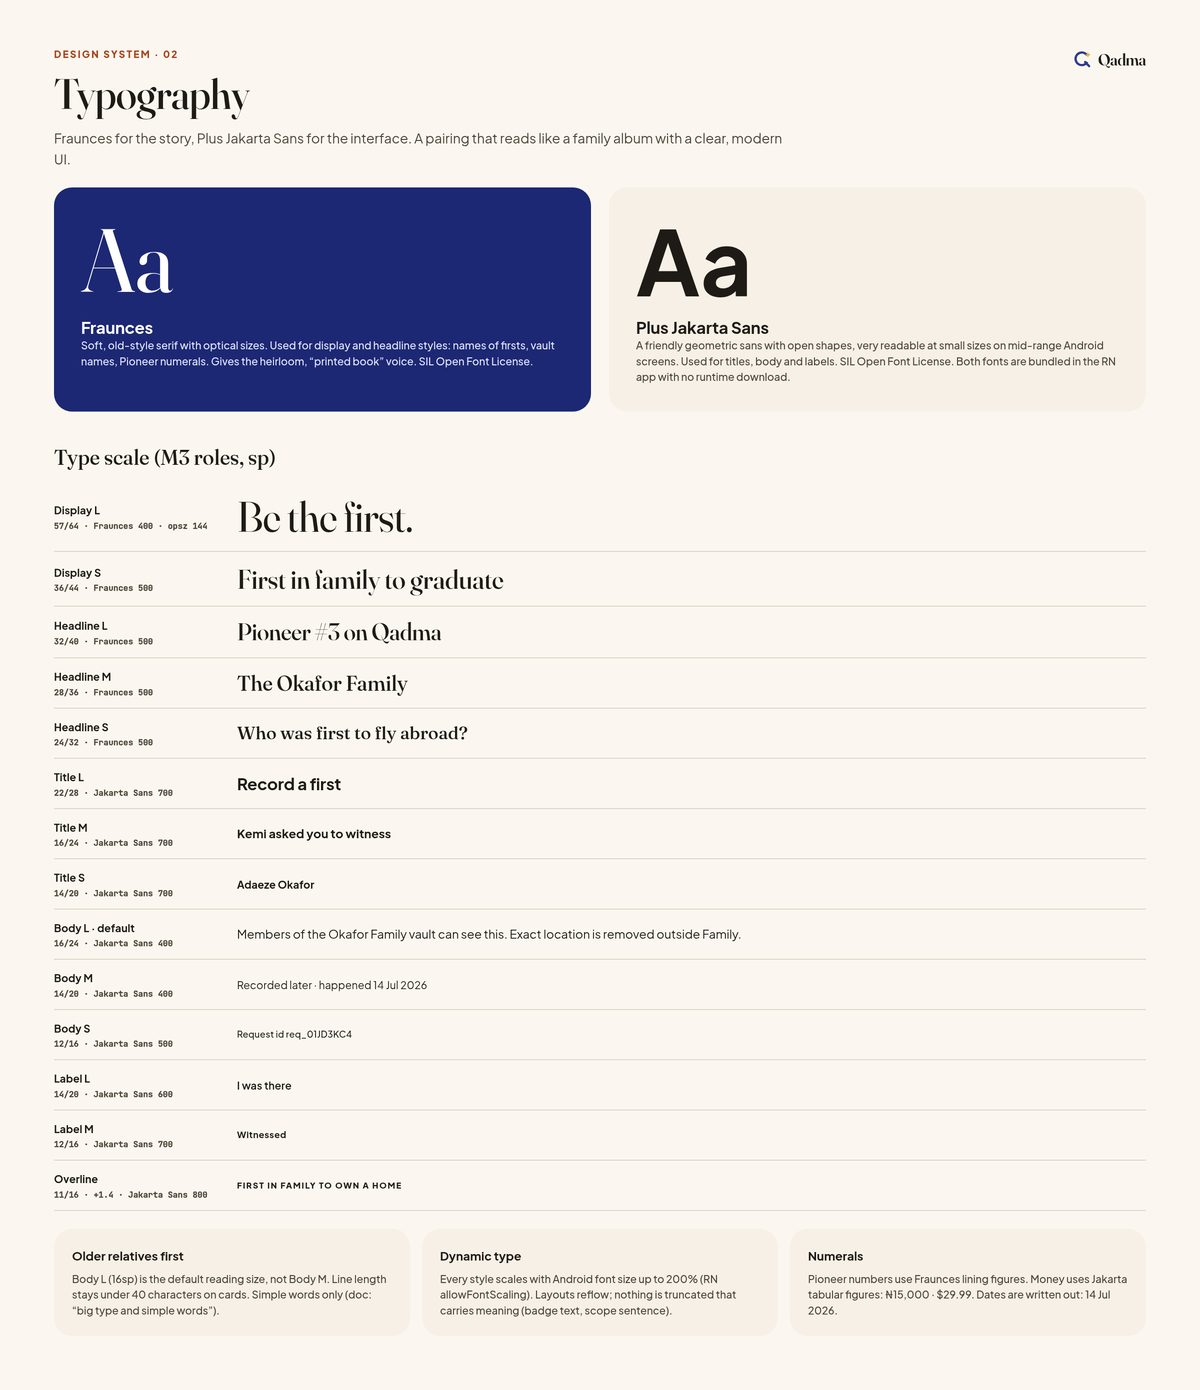 DESIGN SYSTEM · 02
Qadma
Typography
Fraunces for the story, Plus Jakarta Sans for the interface. A pairing that reads like a family album with a clear, modern
UI.
Aa
Fraunces
Soft, old-style serif with optical sizes. Used for display and headline styles: names of firsts, vault
names, Pioneer numerals. Gives the heirloom, “printed book” voice. SIL Open Font License.
Aa
Plus Jakarta Sans
A friendly geometric sans with open shapes, very readable at small sizes on mid-range Android
screens. Used for titles, body and labels. SIL Open Font License. Both fonts are bundled in the RN
app with no runtime download.
Type scale (M3 roles, sp)
Display L
57/64 · Fraunces 400 · opsz 144
Be the first.
Display S
36/44 · Fraunces 500
First in family to graduate
Headline L
32/40 · Fraunces 500
Pioneer #3 on Qadma
Headline M
28/36 · Fraunces 500
The Okafor Family
Headline S
24/32 · Fraunces 500
Who was first to fly abroad?
Title L
22/28 · Jakarta Sans 700
Record a first
Title M
16/24 · Jakarta Sans 700
Kemi asked you to witness
Title S
14/20 · Jakarta Sans 700
Adaeze Okafor
Body L · default
16/24 · Jakarta Sans 400
Members of the Okafor Family vault can see this. Exact location is removed outside Family.
Body M
14/20 · Jakarta Sans 400
Recorded later · happened 14 Jul 2026
Body S
12/16 · Jakarta Sans 500
Request id req_01JD3KC4
Label L
14/20 · Jakarta Sans 600
I was there
Label M
12/16 · Jakarta Sans 700
Witnessed
Overline
11/16 · +1.4 · Jakarta Sans 800
FIRST IN FAMILY TO OWN A HOME
Older relatives first
Body L (16sp) is the default reading size, not Body M. Line length
stays under 40 characters on cards. Simple words only (doc:
“big type and simple words”).
Dynamic type
Every style scales with Android font size up to 200% (RN
allowFontScaling). Layouts reflow; nothing is truncated that
carries meaning (badge text, scope sentence).
Numerals
Pioneer numbers use Fraunces lining figures. Money uses Jakarta
tabular figures: ₦15,000 · $29.99. Dates are written out: 14 Jul
2026.